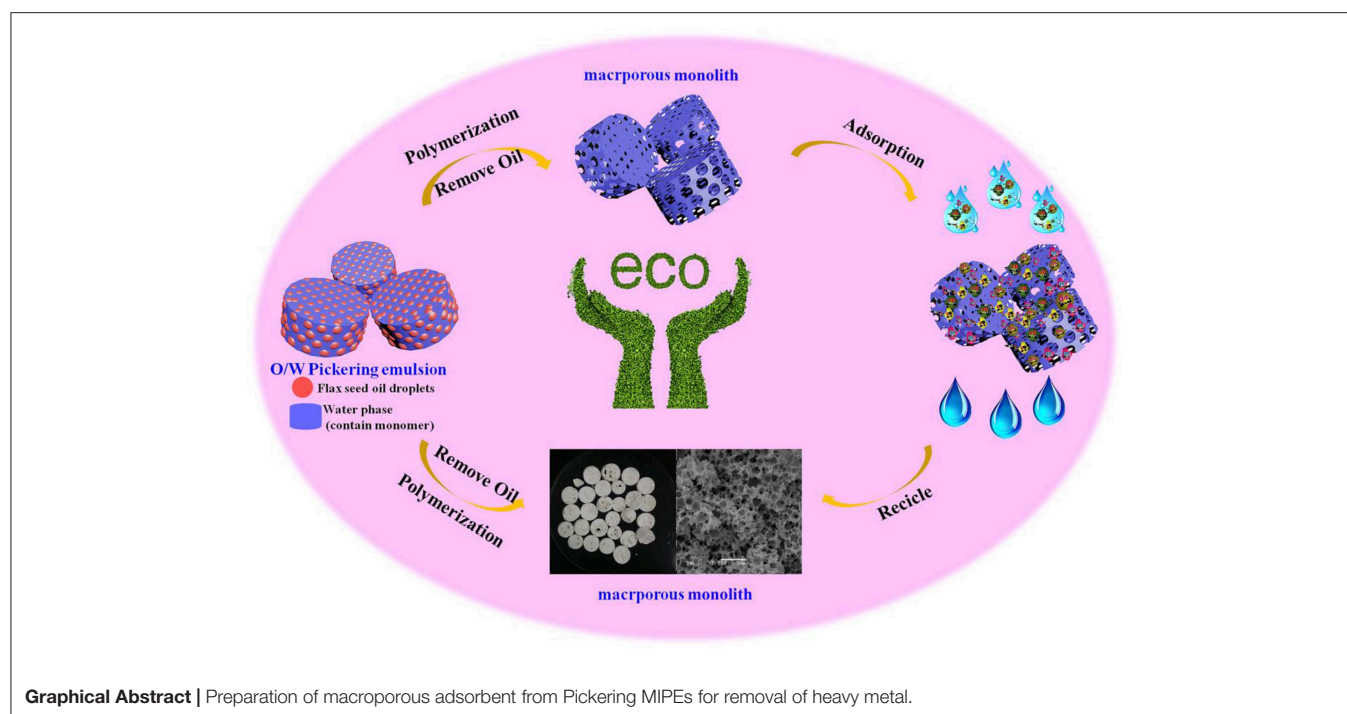 macrporous monolith
Polymerization
Remove Oil
Adsorption
eco
O/W Pickering emulsion
Flax seed oil droplets
Water phase
(contain monomer)
Remove Oil
Polymerization
Recicle
macrporous monolith
Graphical Abstract | Preparation of macroporous adsorbent from Pickering MIPEs for removal of heavy metal.